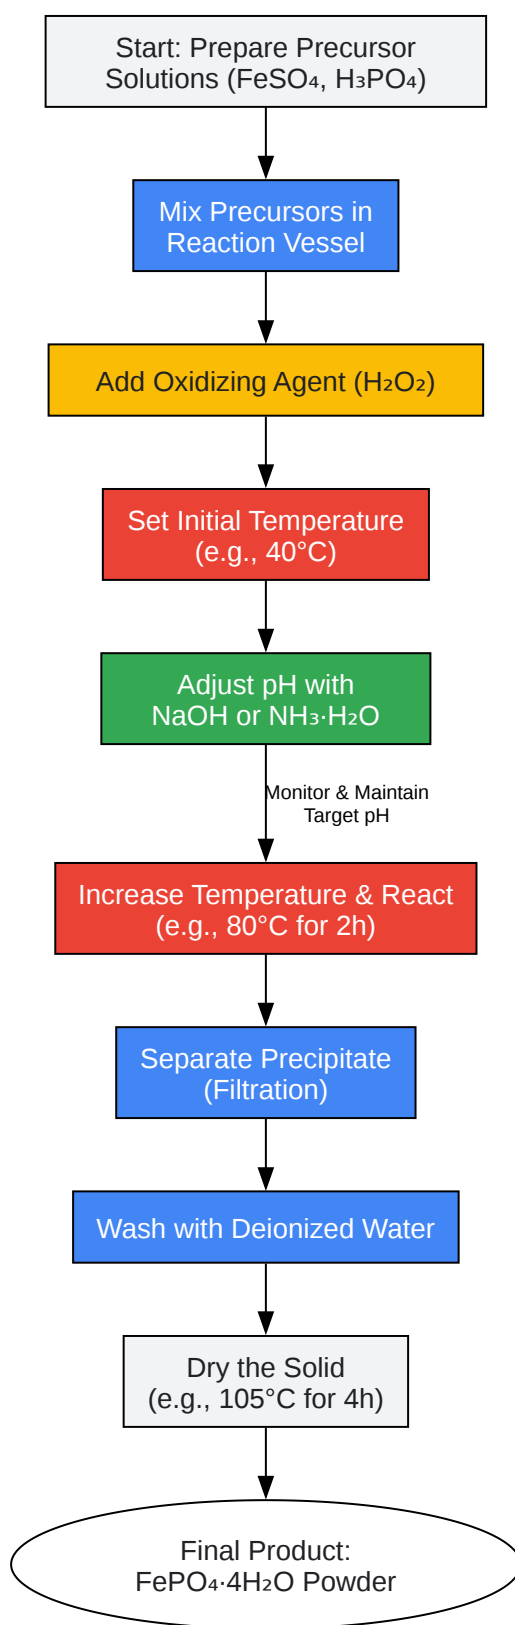 Start: Prepare Precursor
Solutions (FeSO₄, H₃PO₄)
Mix Precursors in
Reaction Vessel
Add Oxidizing Agent (H₂O₂)
Set Initial Temperature
(e.g., 40°C)
Adjust pH with
NaOH or NH₃·H₂O
Monitor & Maintain
Target pH
Increase Temperature & React
(e.g., 80°C for 2h)
Separate Precipitate
(Filtration)
Wash with Deionized Water
Dry the Solid
(e.g., 105°C for 4h)
Final Product:
FePO₄·4H₂O Powder